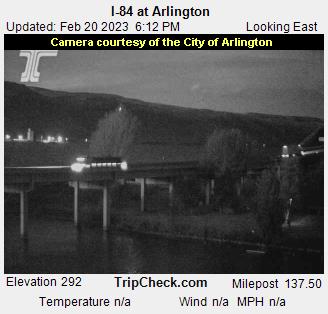 I-84 at Arlington
Updated: Feb 20 2023 6:12 PM Looking East
Camera courtesy of the City of Arlington
Elevation 292 TripCheck.com Milepost 137.50
Temperature n/a Wind n/a MPH n/a